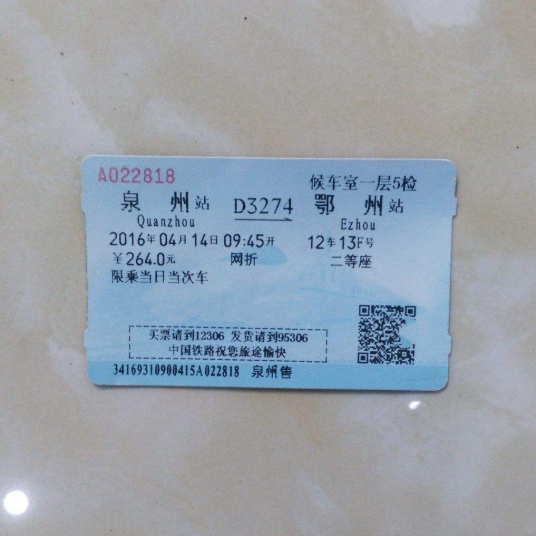 A022818 候车室一层5检
泉州站 D3274 鄂州站
Quanzhou Ezhou
2016年04月14日09:45开 12车13F号
￥264.0元 网折 二等座
限乘当日当次车
买票请到12306 发货请到95306
中国铁路祝您旅途愉快
34169310900415A022818 泉州售